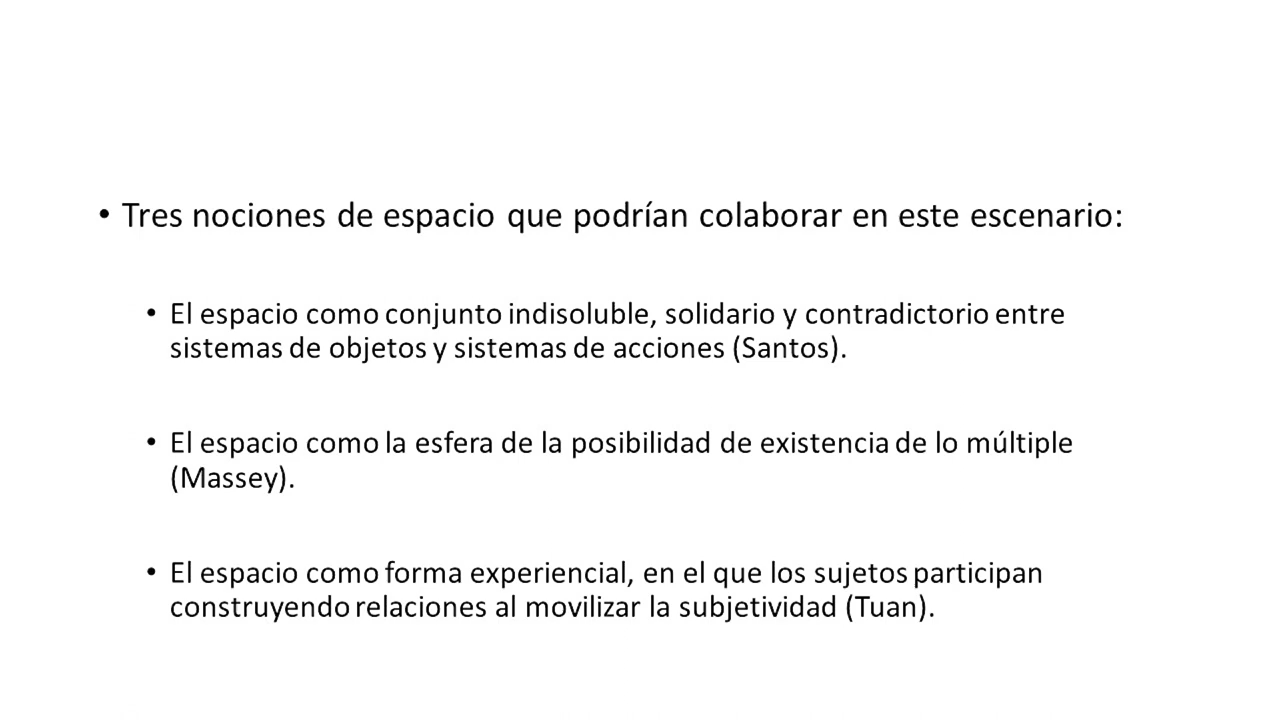 • Tres nociones de espacio que podrían colaborar en este escenario:
• El espacio como conjunto indisoluble, solidario y contradictorio entre
sistemas de objetos y sistemas de acciones (Santos).
• El espacio como la esfera de la posibilidad de existencia de lo múltiple
(Massey).
• El espacio como forma experiencial, en el que los sujetos participan
construyendo relaciones al movilizar la subjetividad (Tuan).